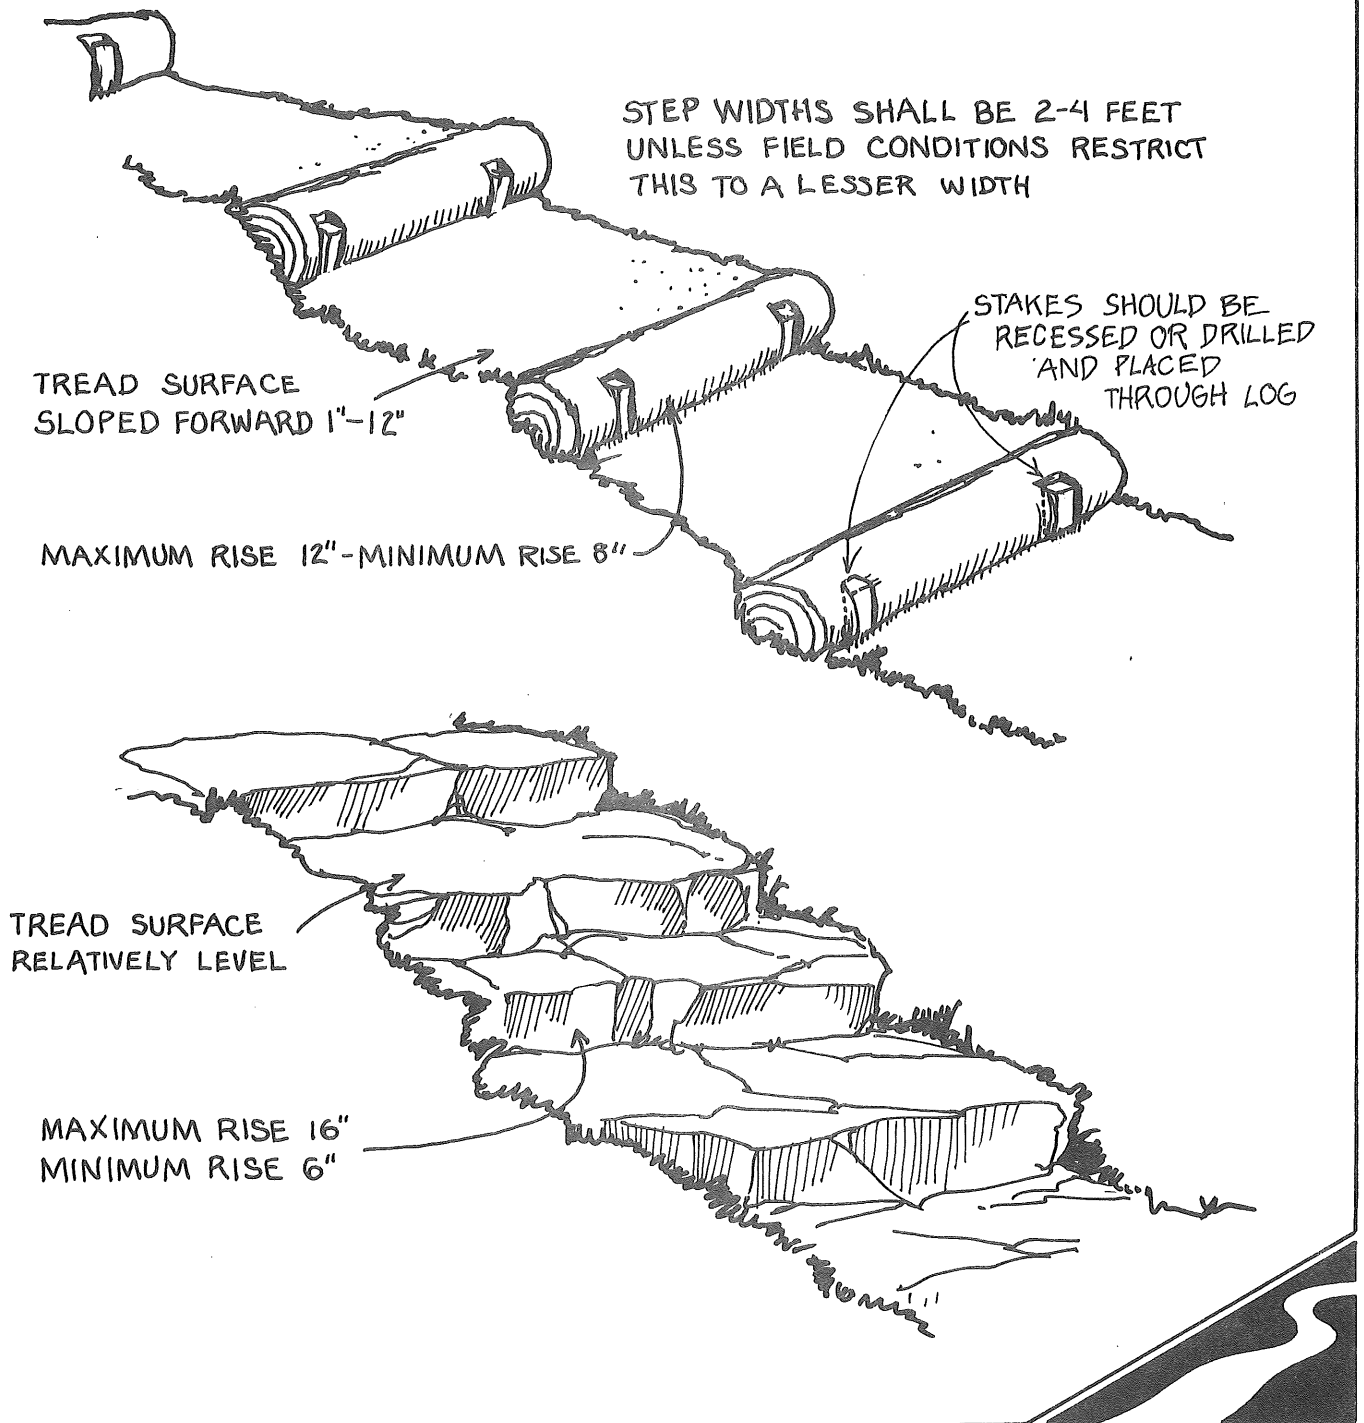 STEP WIDTHS SHALL BE 2-4 FEET
UNLESS FIELD CONDITIONS RESTRICT
THIS TO A LESSER WIDTH
STAKES SHOULD BE
RECESSED OR DRILLED
AND PLACED
THROUGH LOG
TREAD SURFACE
SLOPED FORWARD 1"-12"
MAXIMUM RISE 12"-MINIMUM RISE 8"
TREAD SURFACE
RELATIVELY LEVEL
MAXIMUM RISE 16"
MINIMUM RISE 6"